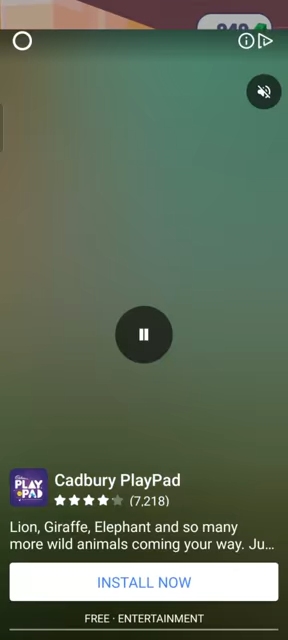 PLAY
PAD
Cadbury PlayPad
(7,218)
Lion, Giraffe, Elephant and so many
more wild animals coming your way. Ju...
INSTALL NOW
FREE · ENTERTAINMENT